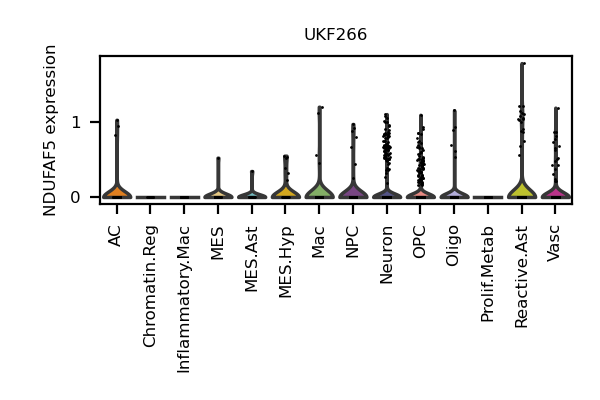 UKF266
NDUFAF5 expression
1
0
AC
Chromatin.Reg
Inflammatory.Mac
MES
MES.Ast
MES.Hyp
Mac
NPC
Neuron
OPC
Oligo
Prolif.Metab
Reactive.Ast
Vasc